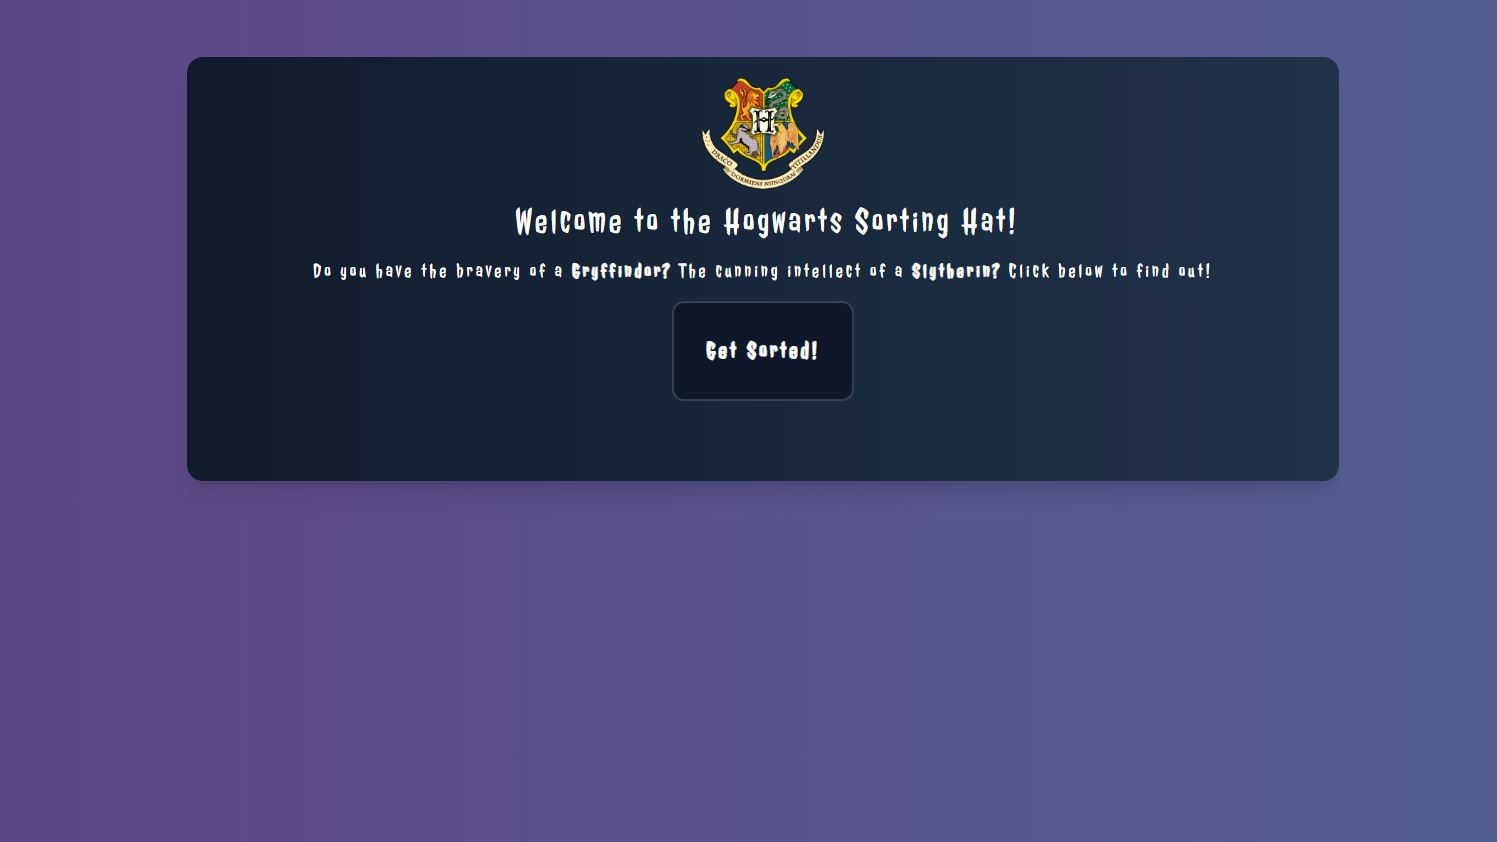 H
DRACO DORMIENS NUNQUAM TITILLANDUS
Welcome to the Hogwarts Sorting Hat!
Do you have the bravery of a Gryffindor? The cunning intellect of a Slytherin? Click below to find out!
Get Sorted!